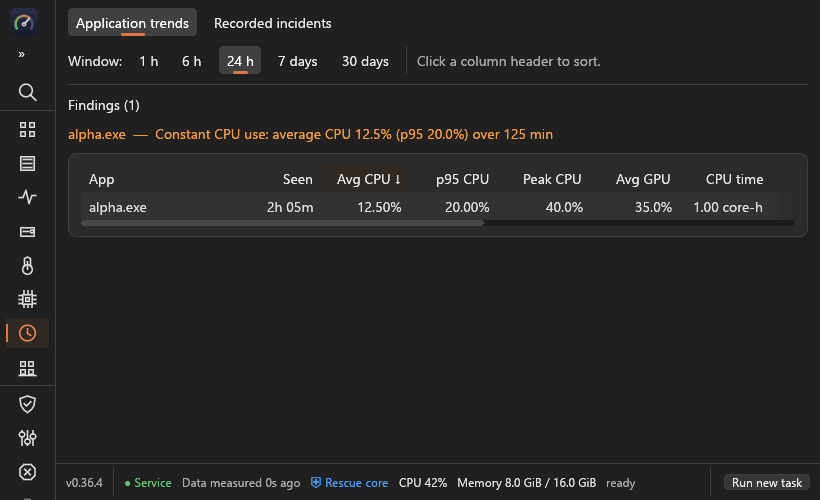 Application trends Recorded incidents
»
Window: 1 h 6 h 24 h 7 days 30 days Click a column header to sort.
Findings (1)
alpha.exe — Constant CPU use: average CPU 12.5% (p95 20.0%) over 125 min
App Seen Avg CPU ↓ p95 CPU Peak CPU Avg GPU CPU time
alpha.exe 2h 05m 12.50% 20.00% 40.0% 35.0% 1.00 core-h
v0.36.4 ● Service Data measured 0s ago Rescue core CPU 42% Memory 8.0 GiB / 16.0 GiB ready Run new task